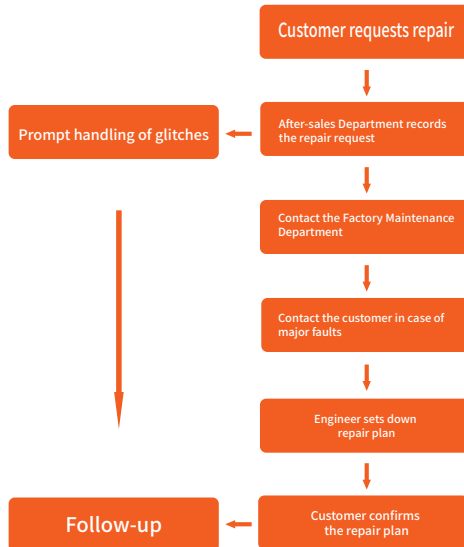 Customer requests repair
Prompt handling of glitches
After-sales Department records
the repair request
Contact the Factory Maintenance
Department
Contact the customer in case of
major faults
Engineer sets down
repair plan
Follow-up
Customer confirms
the repair plan